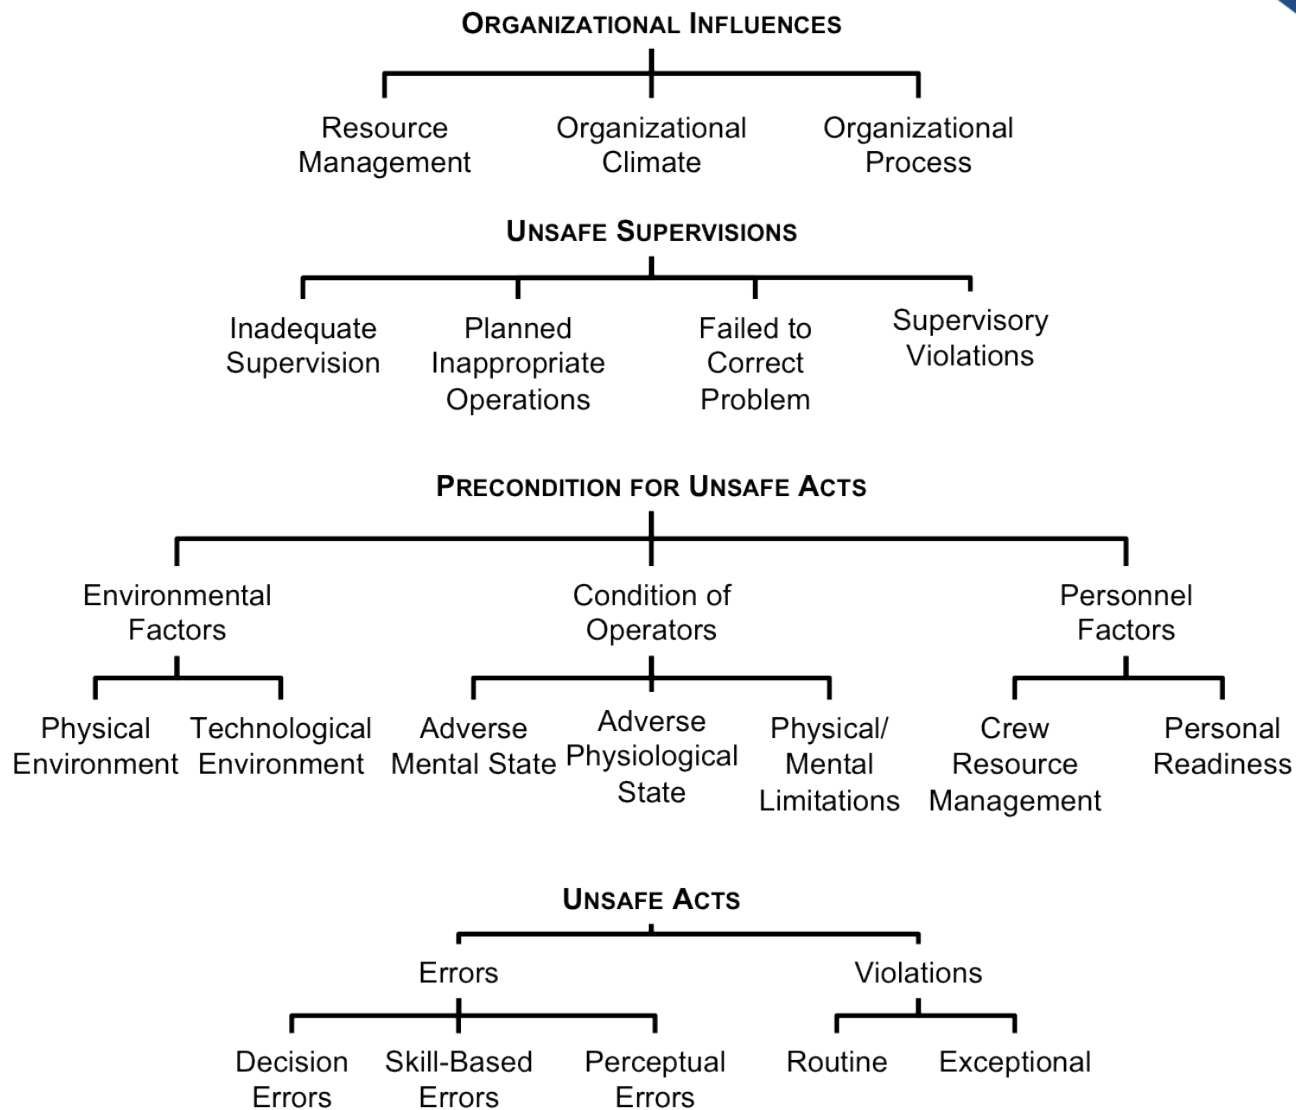 ORGANIZATIONAL INFLUENCES
Resource
Management
Organizational
Climate
Organizational
Process
UNSAFE SUPERVISIONS
Inadequate
Supervision
Planned
Inappropriate
Operations
Failed to
Correct
Problem
Supervisory
Violations
PRECONDITION FOR UNSAFE ACTS
Environmental
Factors
Condition of
Operators
Personnel
Factors
Physical
Environment
Technological
Environment
Adverse
Mental State
Adverse
Physiological
State
Physical/
Mental
Limitations
Crew
Resource
Management
Personal
Readiness
UNSAFE ACTS
Errors
Violations
Decision
Errors
Skill-Based
Errors
Perceptual
Errors
Routine
Exceptional